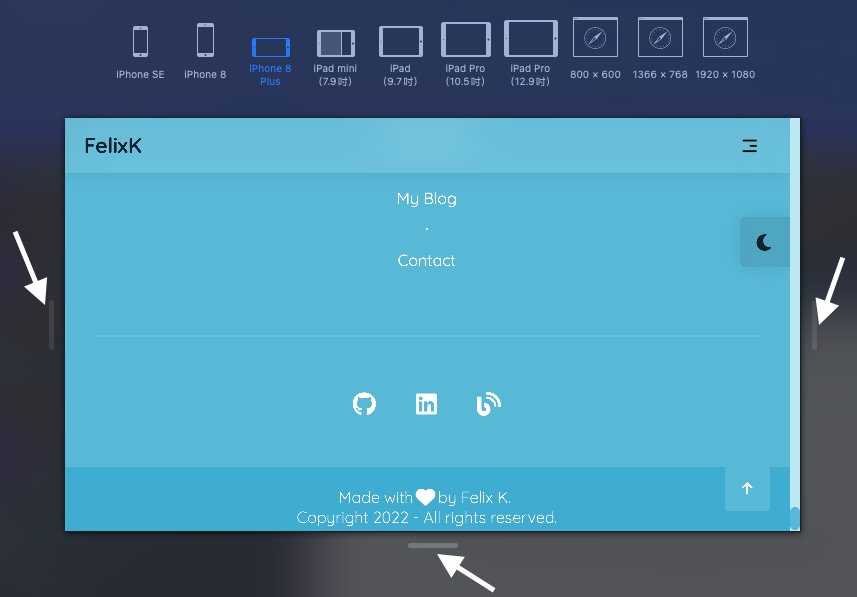 iPhone SE
iPhone 8
iPhone 8
Plus
iPad mini
(7.9吋)
iPad
(9.7吋)
iPad Pro
(10.5吋)
iPad Pro
(12.9吋)
800 × 600
1366 × 768
1920 × 1080
FelixK
My Blog
·
Contact
Made with by Felix K.
Copyright 2022 - All rights reserved.